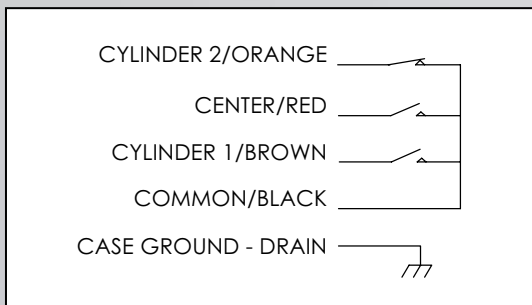 CYLINDER 2/ORANGE
CENTER/RED
CYLINDER 1/BROWN
COMMON/BLACK
CASE GROUND - DRAIN